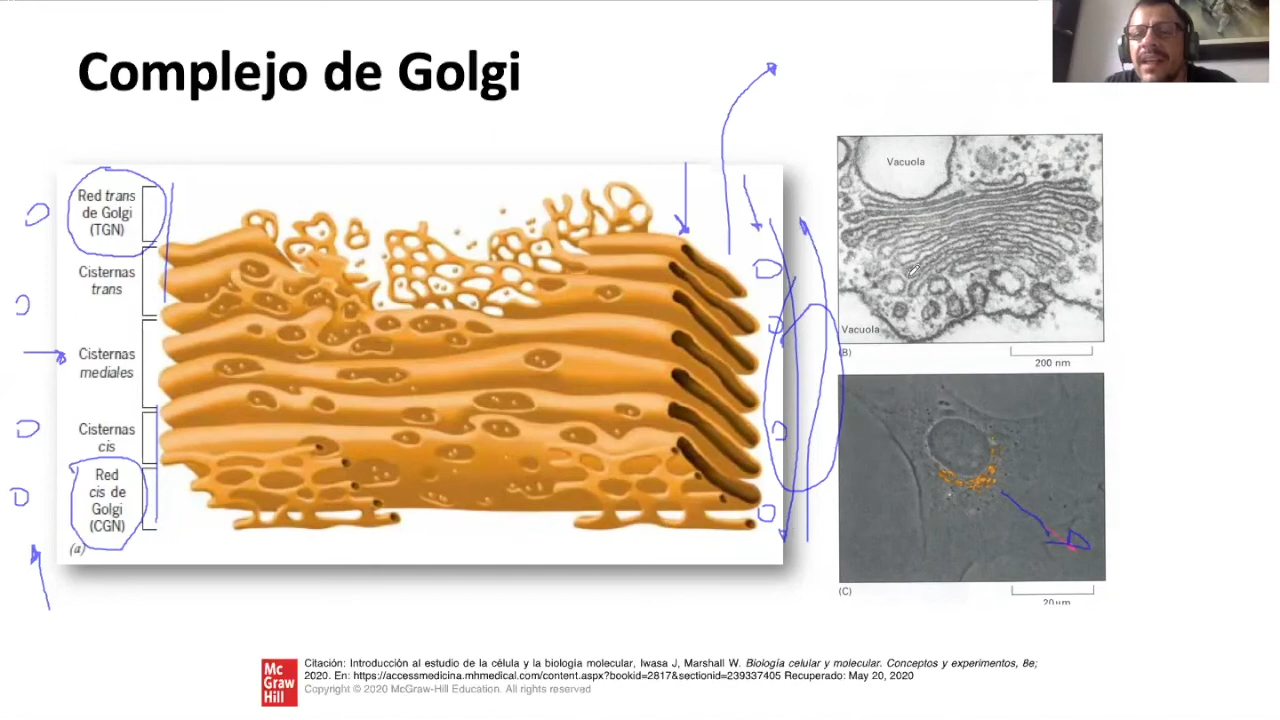 Complejo de Golgi
Red trans
de Golgi
(TGN)
Cisternas
trans
Cisternas
mediales
Cisternas
cis
Red
cis de
Golgi
(CGN)
(a)
Vacuola
Vacuola
(B)
200 nm
(C)
20 μm
Mc
Graw
Hill
Citación: Introducción al estudio de la célula y la biología molecular, Iwasa J, Marshall W. Biología celular y molecular. Conceptos y experimentos, 8e;
2020. En: https://accessmedicina.mhmedical.com/content.aspx?bookid=2817&sectionid=239337405 Recuperado: May 20, 2020
Copyright © 2020 McGraw-Hill Education. All rights reserved